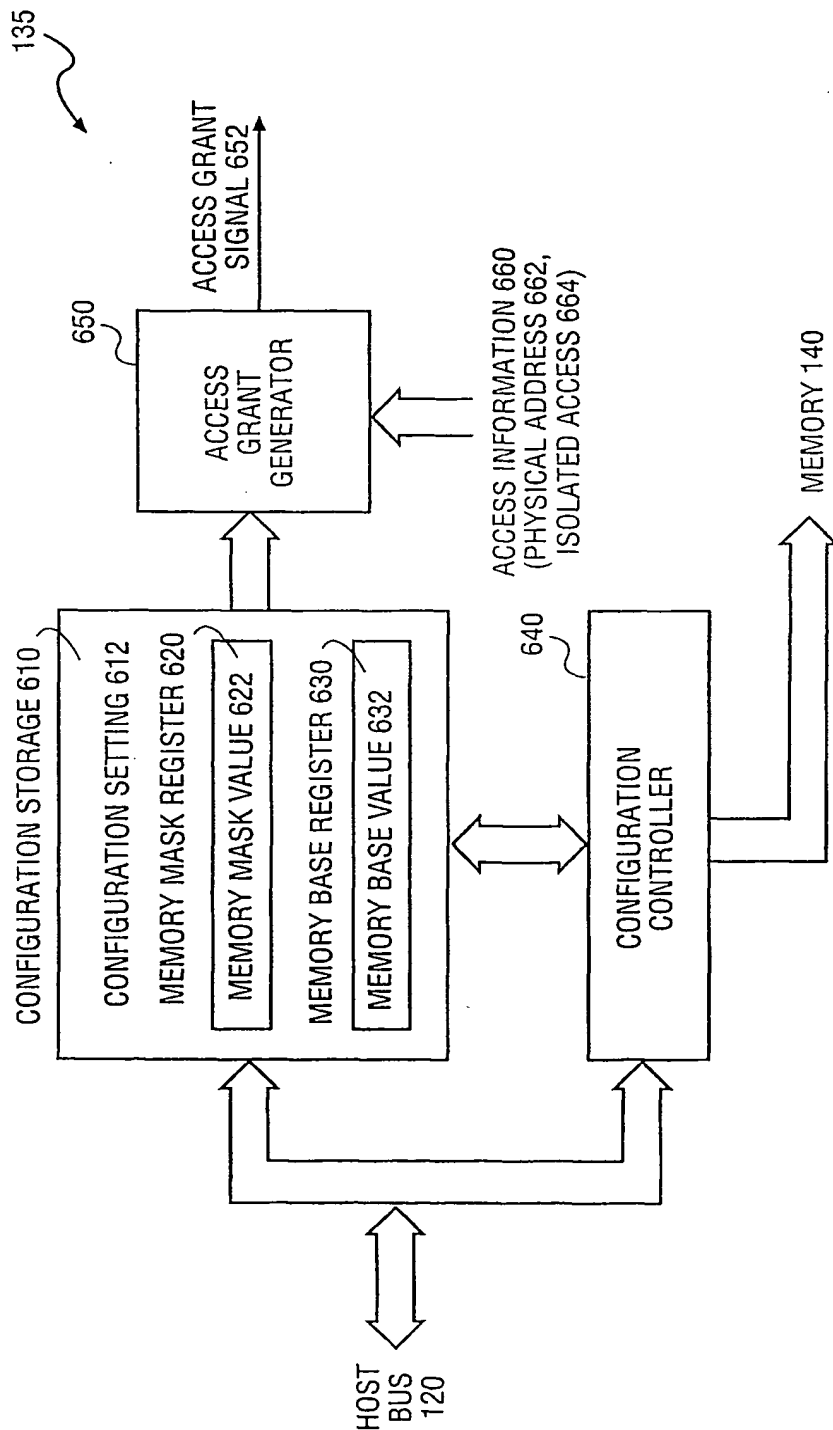 135
CONFIGURATION STORAGE 610
CONFIGURATION SETTING 612
MEMORY MASK REGISTER 620
MEMORY MASK VALUE 622
MEMORY BASE REGISTER 630
MEMORY BASE VALUE 632
650
ACCESS
GRANT
GENERATOR
ACCESS GRANT
SIGNAL 652
ACCESS INFORMATION 660
(PHYSICAL ADDRESS 662,
ISOLATED ACCESS 664)
HOST
BUS
120
640
CONFIGURATION
CONTROLLER
MEMORY 140